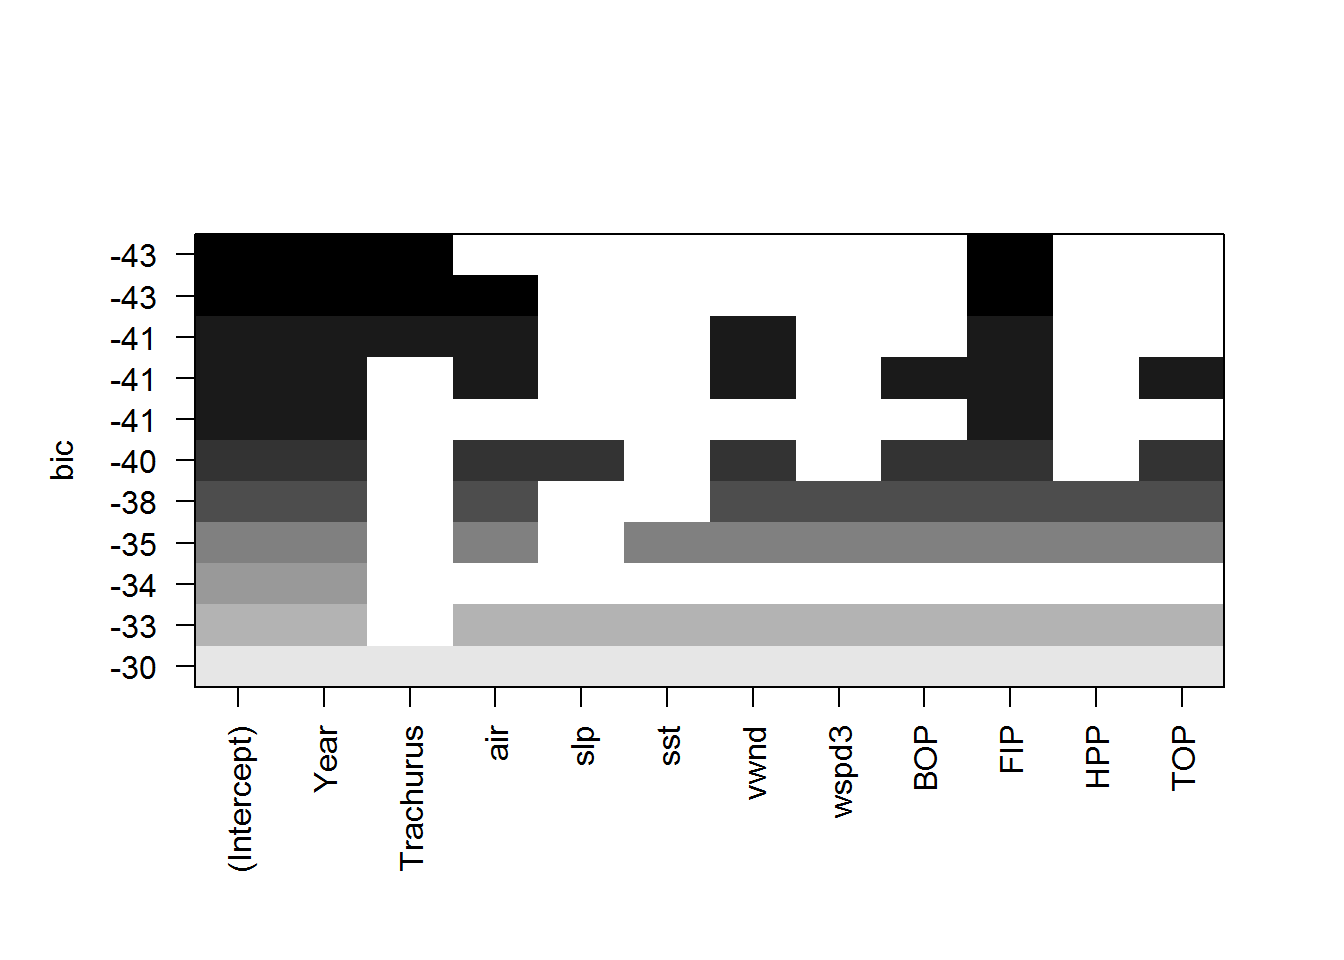 -43
-43
-41
-41
-41
-40
-38
-35
-34
-33
-30
bic
(Intercept)
Year
Trachurus
air
slp
sst
vwnd
wspd3
BOP
FIP
HPP
TOP